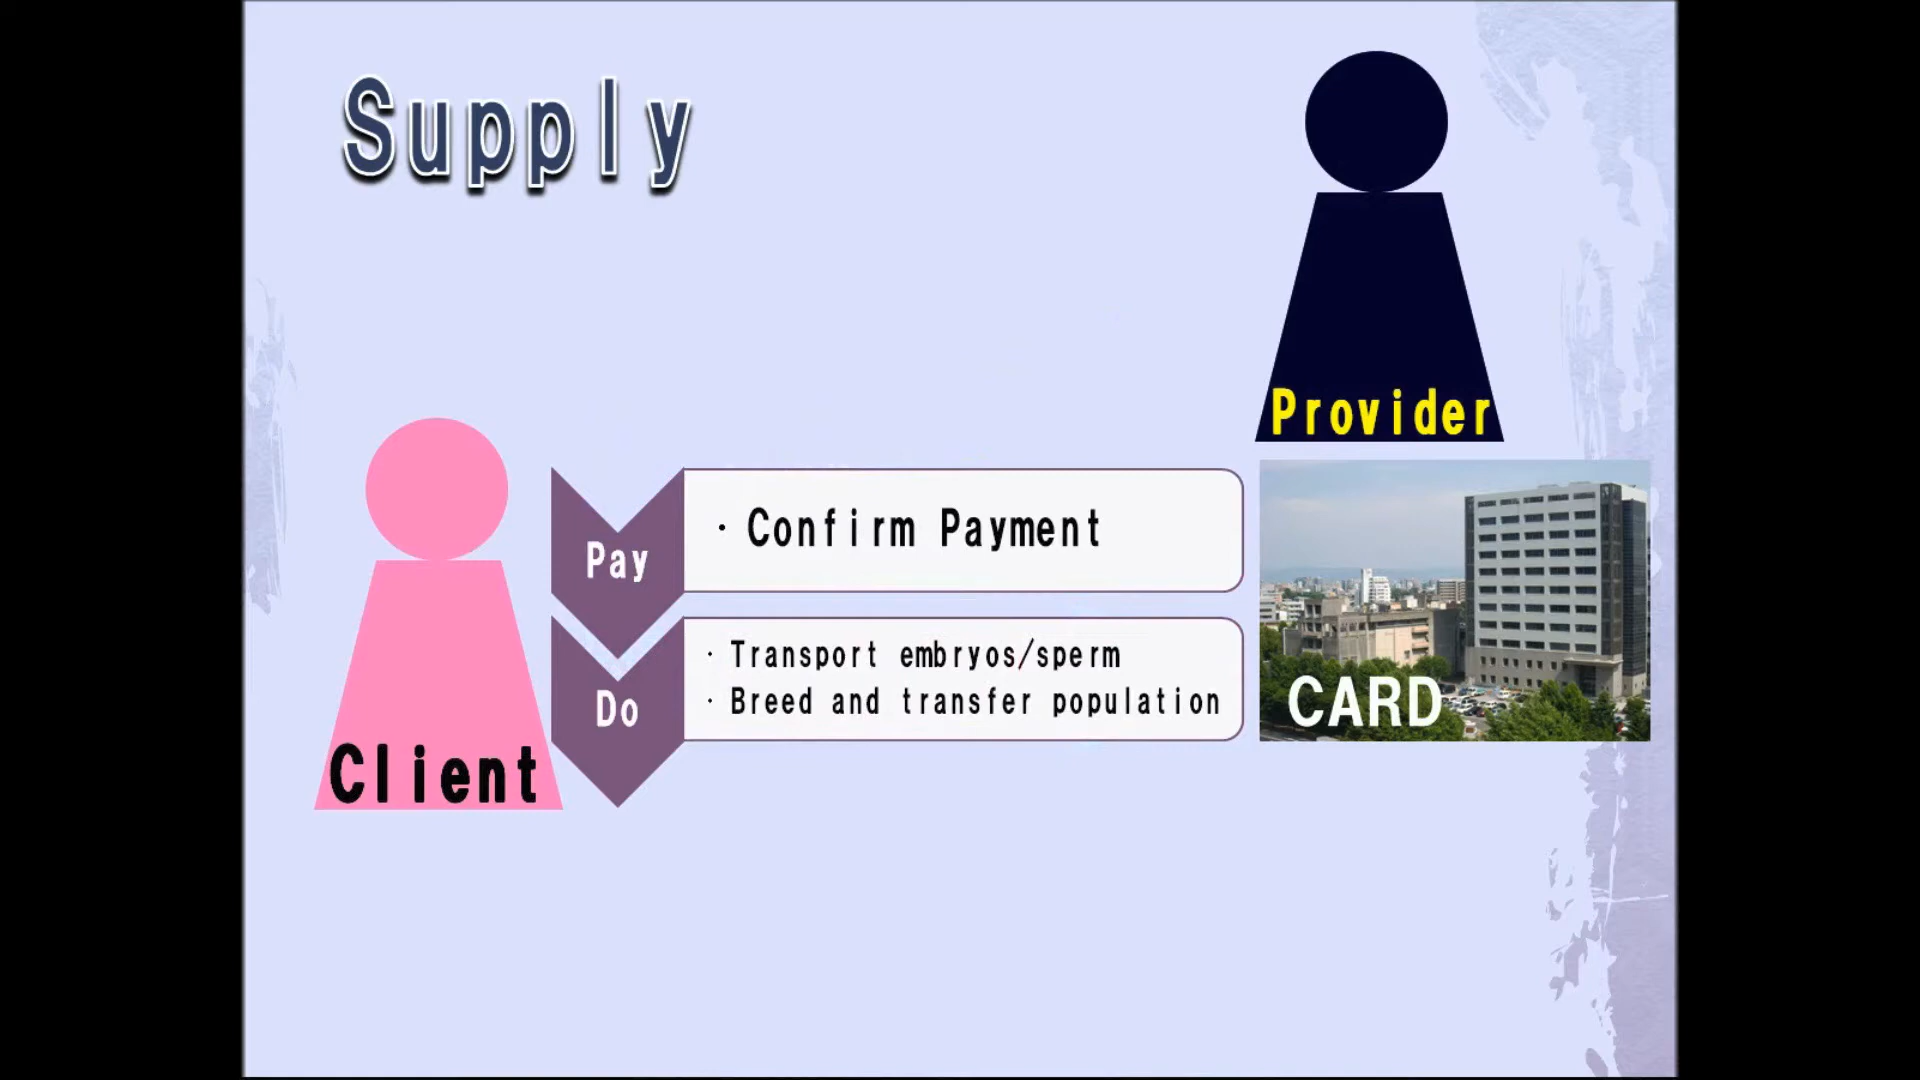 Supply
Provider
Pay
・Confirm Payment
Do
・Transport embryos/sperm
・Breed and transfer population
CARD
Client